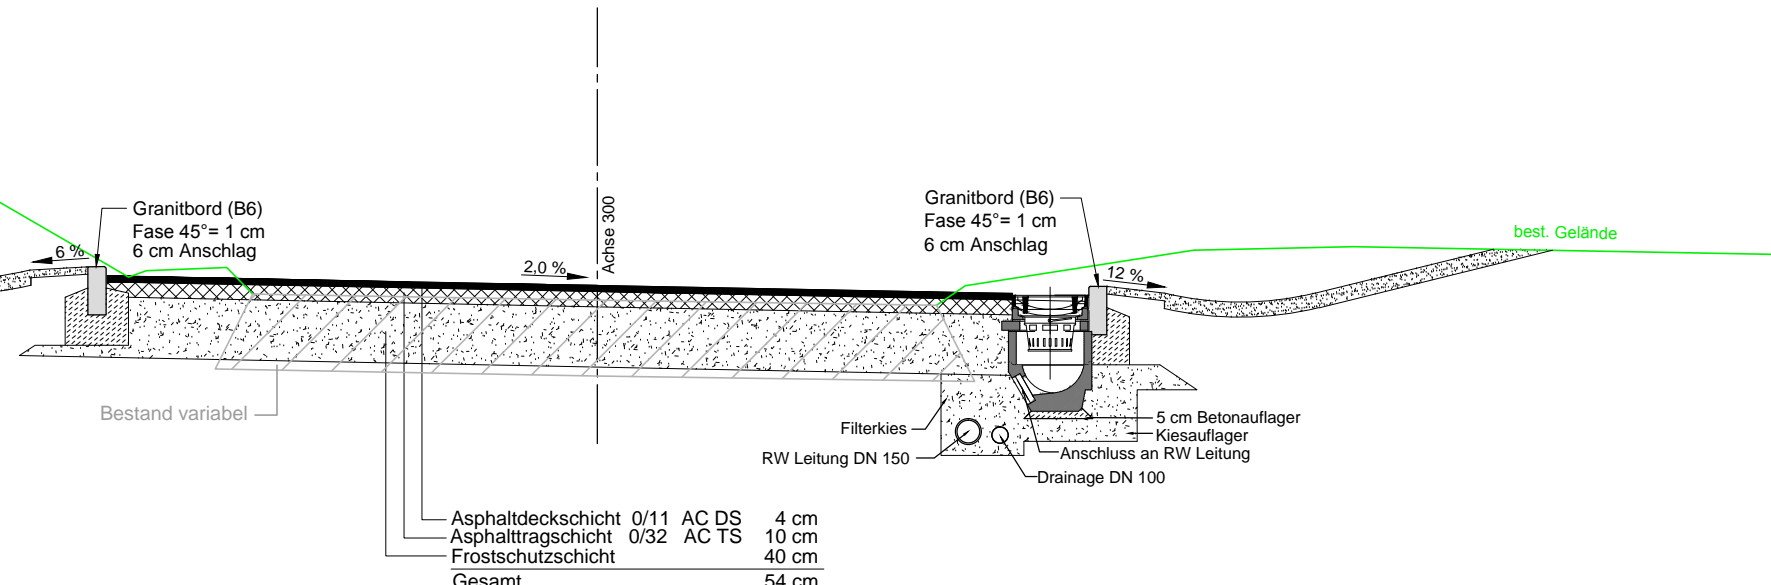 Granitbord (B6)
Fase 45°= 1 cm
6 cm Anschlag
6 %
2,0 %
Achse 300
Granitbord (B6)
Fase 45°= 1 cm
6 cm Anschlag
12 %
best. Gelände
Bestand variabel
Filterkies
RW Leitung DN 150
5 cm Betonauflager
Kiesauflager
Anschluss an RW Leitung
Drainage DN 100
Asphaltdeckschicht 0/11 AC DS 4 cm
Asphalttragschicht 0/32 AC TS 10 cm
Frostschutzschicht 40 cm
Gesamt 54 cm